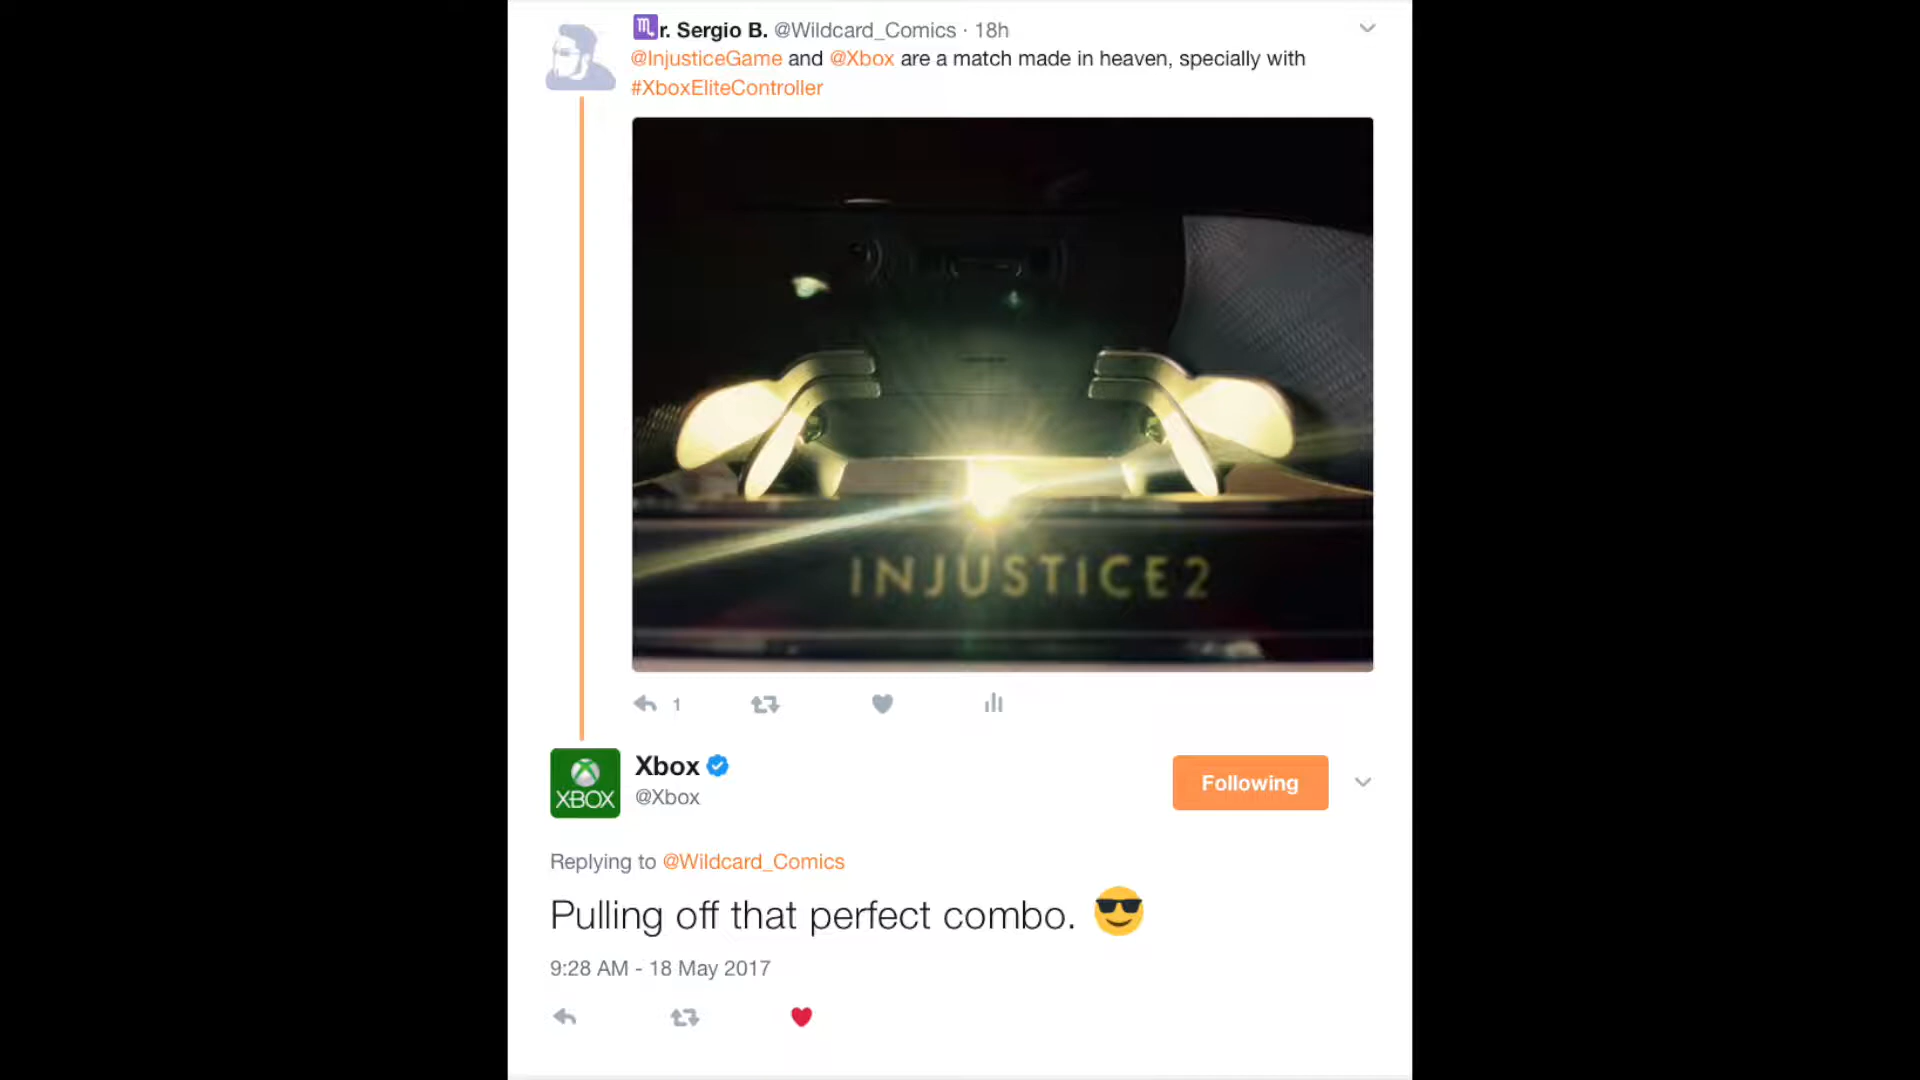 ♏r. Sergio B. @Wildcard_Comics · 18h
@InjusticeGame and @Xbox are a match made in heaven, specially with
#XboxEliteController
INJUSTICE 2
1
Xbox
@Xbox
XBOX
Following
Replying to @Wildcard_Comics
Pulling off that perfect combo. 😎
9:28 AM - 18 May 2017